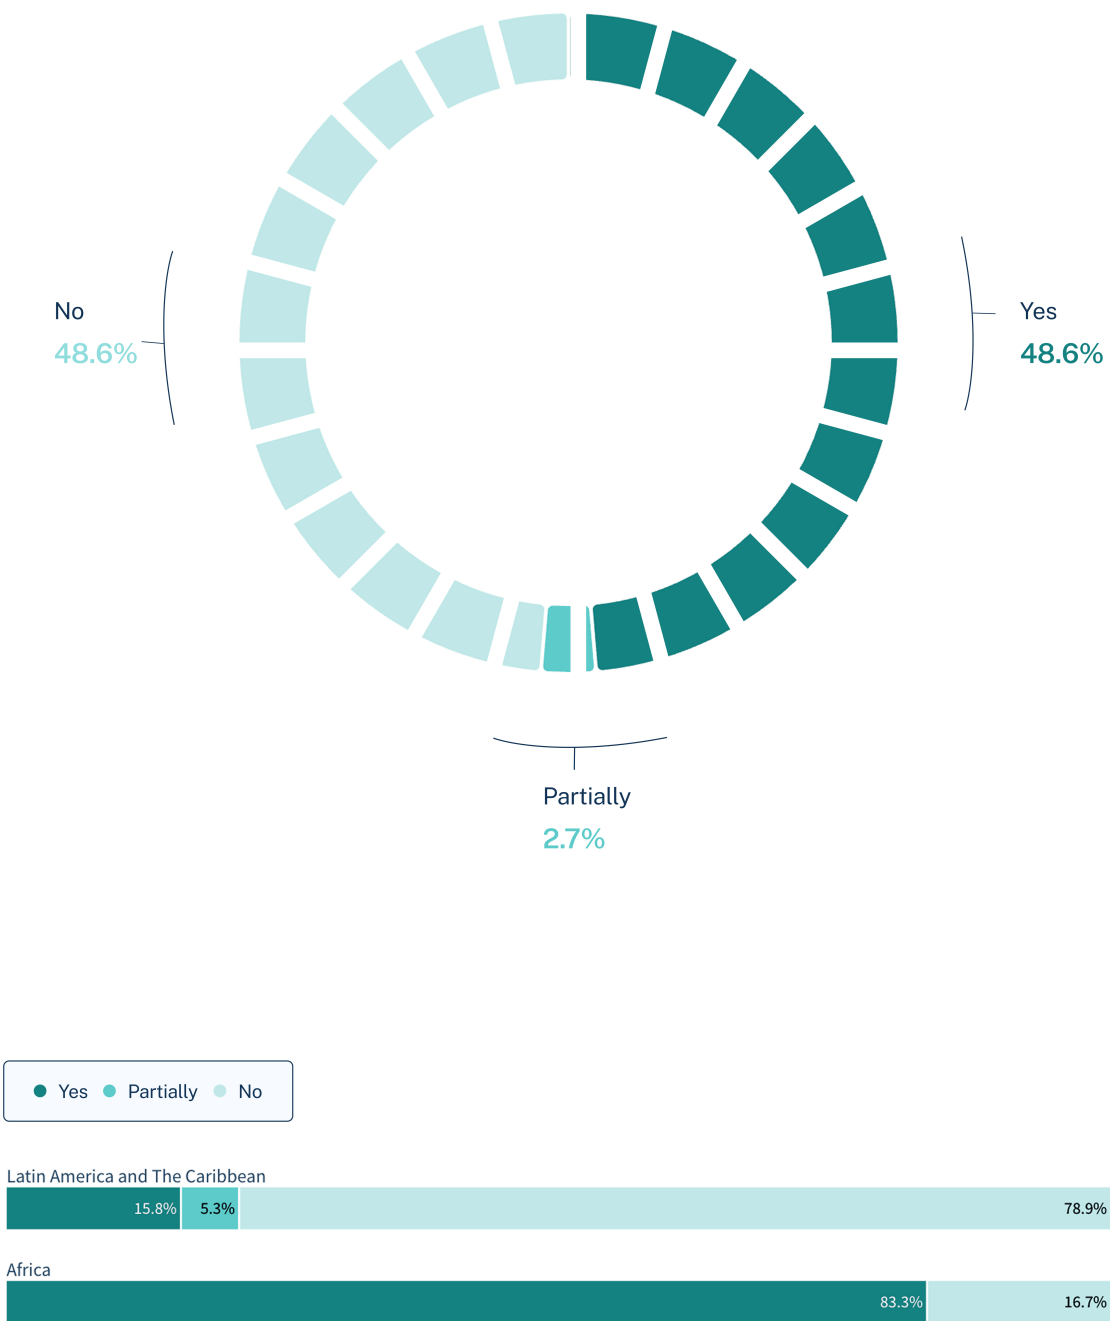 No
48.6%
Yes
48.6%
Partially
2.7%
Yes Partially No
Latin America and The Caribbean
15.8% 5.3% 78.9%
Africa
83.3% 16.7%